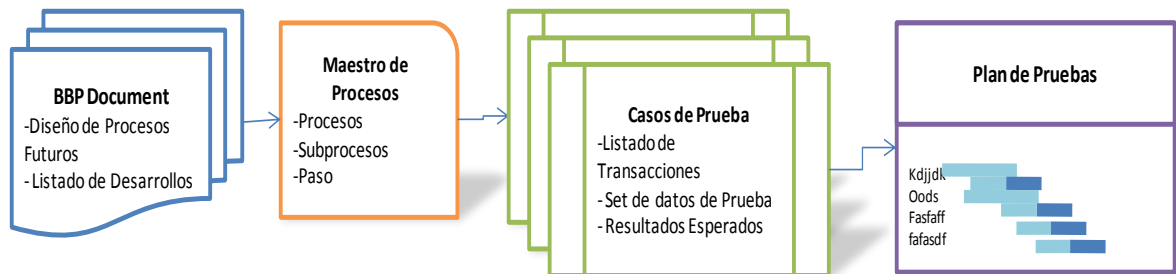 BBP Document
-Diseño de Procesos
Futuros
- Listado de Desarrollos
Maestro de
Procesos
-Procesos
-Subprocesos
-Paso
Casos de Prueba
-Listado de
Transacciones
- Set de datos de Prueba
- Resultados Esperados
Plan de Pruebas
Kdjjdk
Oods
Fasfaff
fafasdf